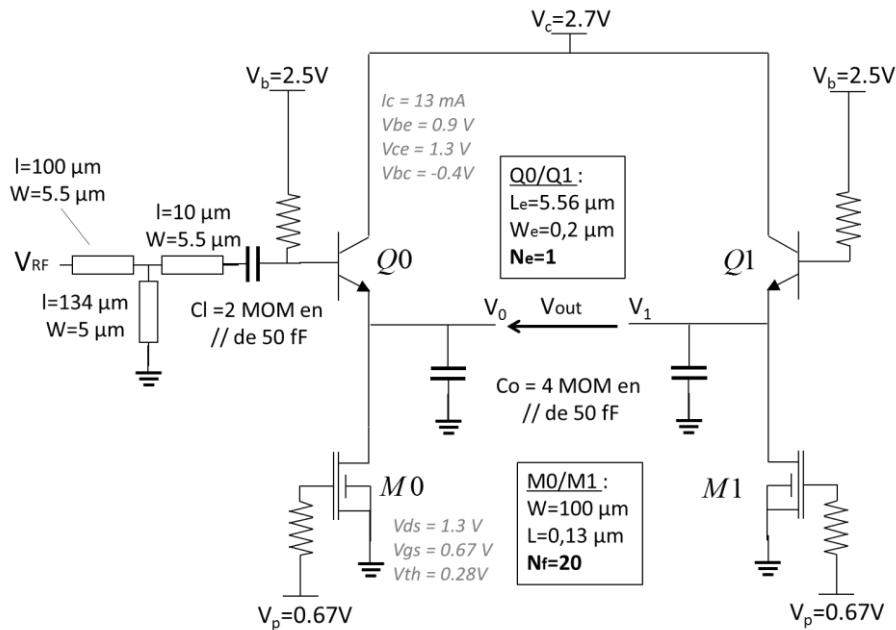 Vc=2.7V
Vb=2.5V
Vb=2.5V
Ic = 13 mA
Vbe = 0.9 V
Vce = 1.3 V
Vbc = -0.4V
l=100 µm
W=5.5 µm
l=10 µm
W=5.5 µm
Q0/Q1 :
Le=5.56 µm
We=0,2 µm
Ne=1
VRF
Q0
Q1
l=134 µm
W=5 µm
Cl =2 MOM en
// de 50 fF
V0
Vout
V1
Co = 4 MOM en
// de 50 fF
M0
M1
M0/M1 :
W=100 µm
L=0,13 µm
Nf=20
Vds = 1.3 V
Vgs = 0.67 V
Vth = 0.28V
Vp=0.67V
Vp=0.67V